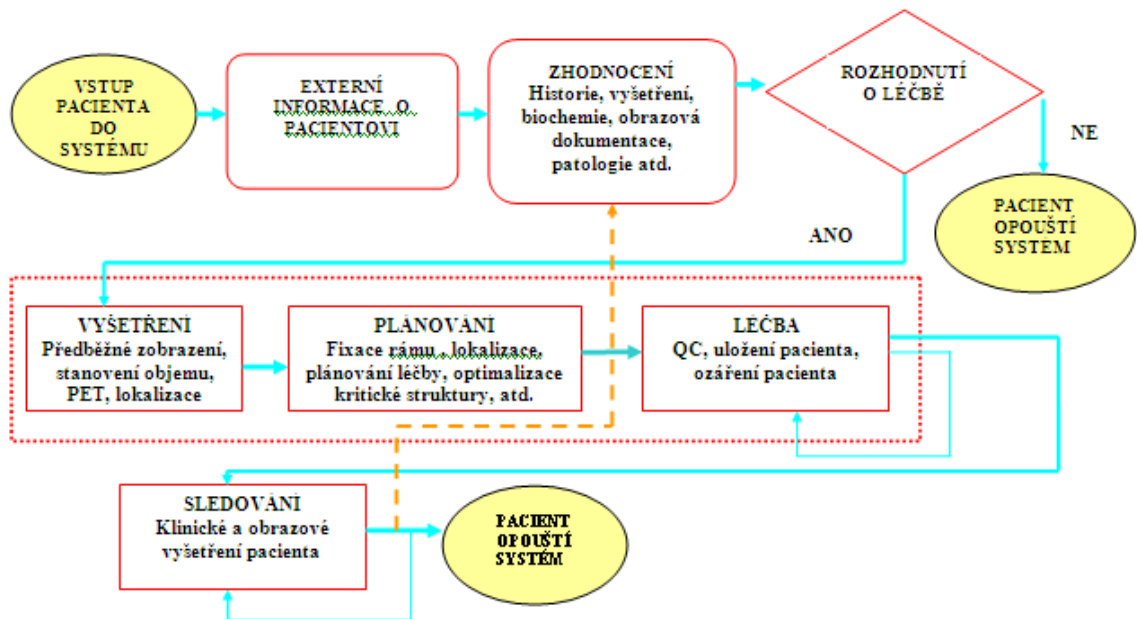 VSTUP
PACIENTA
DO
SYSTÉMU
EXTERNÍ
INFORMACE O
PACIENTOVI
ZHODNOCENÍ
Historie, vyšetření,
biochemie, obrazová
dokumentace,
patologie atd.
ROZHODNUTÍ
O LÉČBĚ
NE
PACIENT
OPOUŠTÍ
SYSTÉM
ANO
VYŠETŘENÍ
Předběžné zobrazení,
stanovení objemu,
PET, lokalizace
PLÁNOVÁNÍ
Fixace rámu , lokalizace,
plánování léčby, optimalizace
kritické struktury, atd.
LÉČBA
QC, uložení pacienta,
ozáření pacienta
SLEDOVÁNÍ
Klinické a obrazové
vyšetření pacienta
PACIENT
OPOUŠTÍ
SYSTÉM